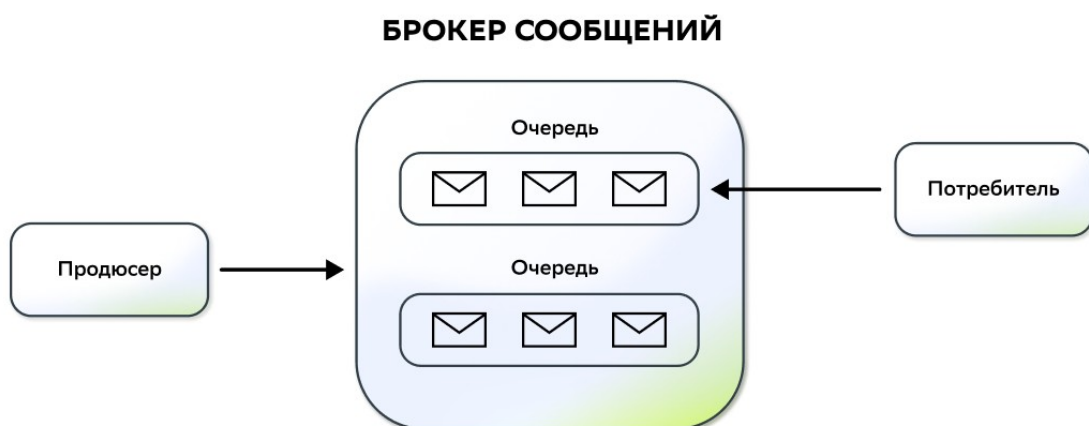 БРОКЕР СООБЩЕНИЙ
Очередь
Потребитель
Продюсер
Очередь